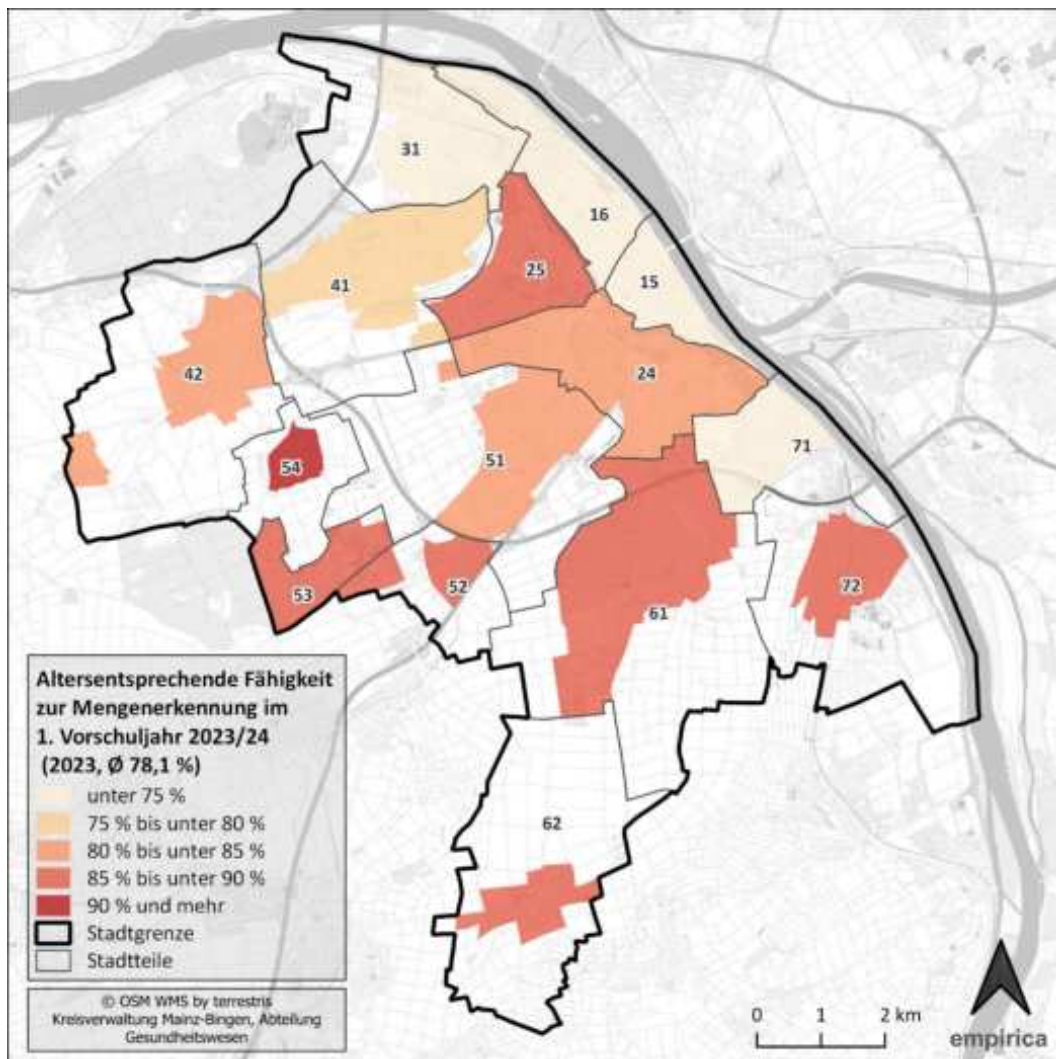 31
16
25
15
41
42
24
54
51
71
53
52
61
72
62
Altersentsprechende Fähigkeit
zur Mengenerkennung im
1. Vorschuljahr 2023/24
(2023, Ø 78,1 %)
unter 75 %
75 % bis unter 80 %
80 % bis unter 85 %
85 % bis unter 90 %
90 % und mehr
Stadtgrenze
Stadtteile
© OSM WMS by terrestris
Kreisverwaltung Mainz-Bingen, Abteilung
Gesundheitswesen
0 1 2 km
empirica